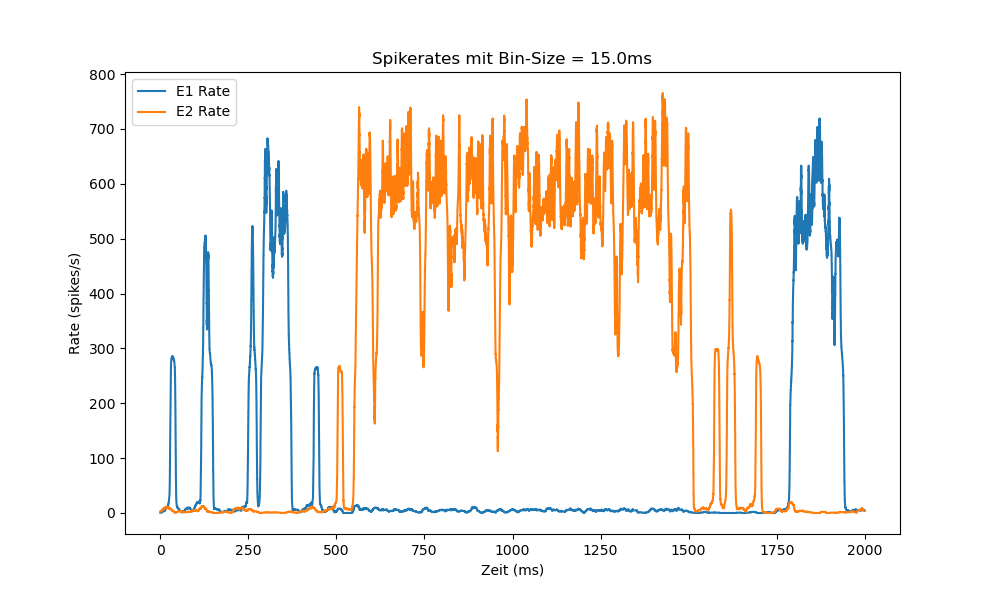 Spikerates mit Bin-Size = 15.0ms
E1 Rate
E2 Rate
800
700
600
500
400
300
200
100
0
Rate (spikes/s)
0 250 500 750 1000 1250 1500 1750 2000
Zeit (ms)